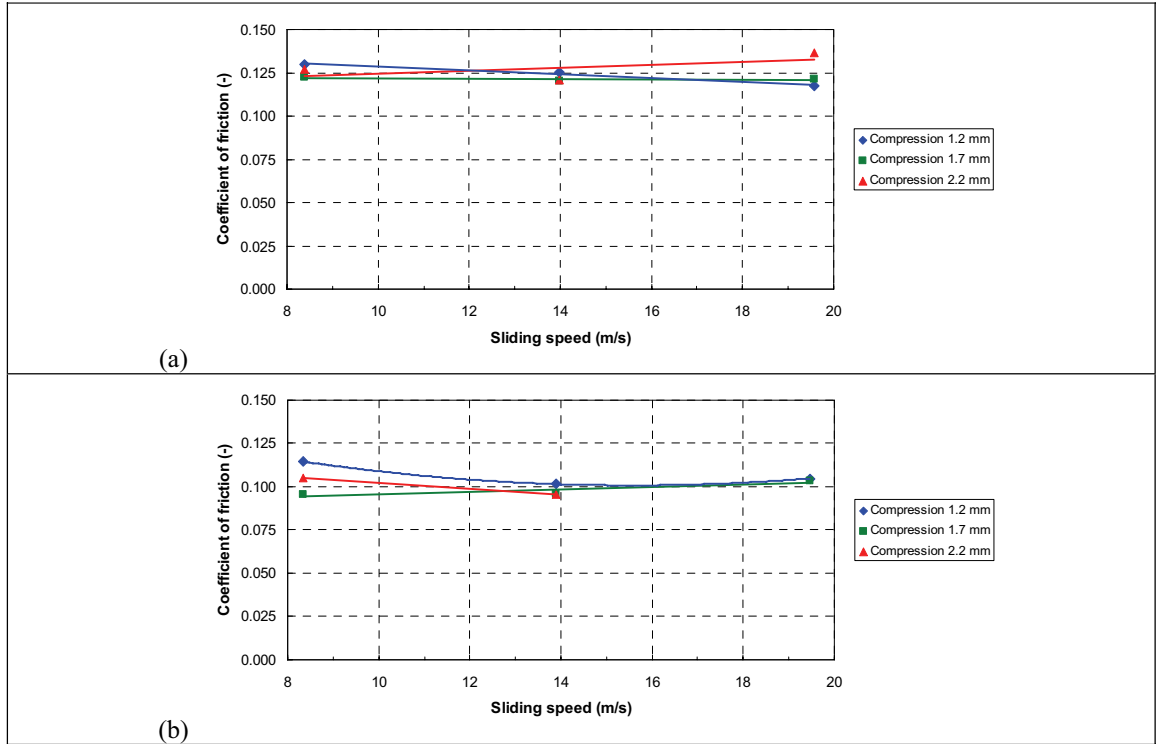 0.150
0.125
0.100
0.075
0.050
0.025
0.000
Coefficient of friction (-)
8 10 12 14 16 18 20
Sliding speed (m/s)
Compression 1.2 mm
Compression 1.7 mm
Compression 2.2 mm
(a)
0.150
0.125
0.100
0.075
0.050
0.025
0.000
Coefficient of friction (-)
8 10 12 14 16 18 20
Sliding speed (m/s)
Compression 1.2 mm
Compression 1.7 mm
Compression 2.2 mm
(b)